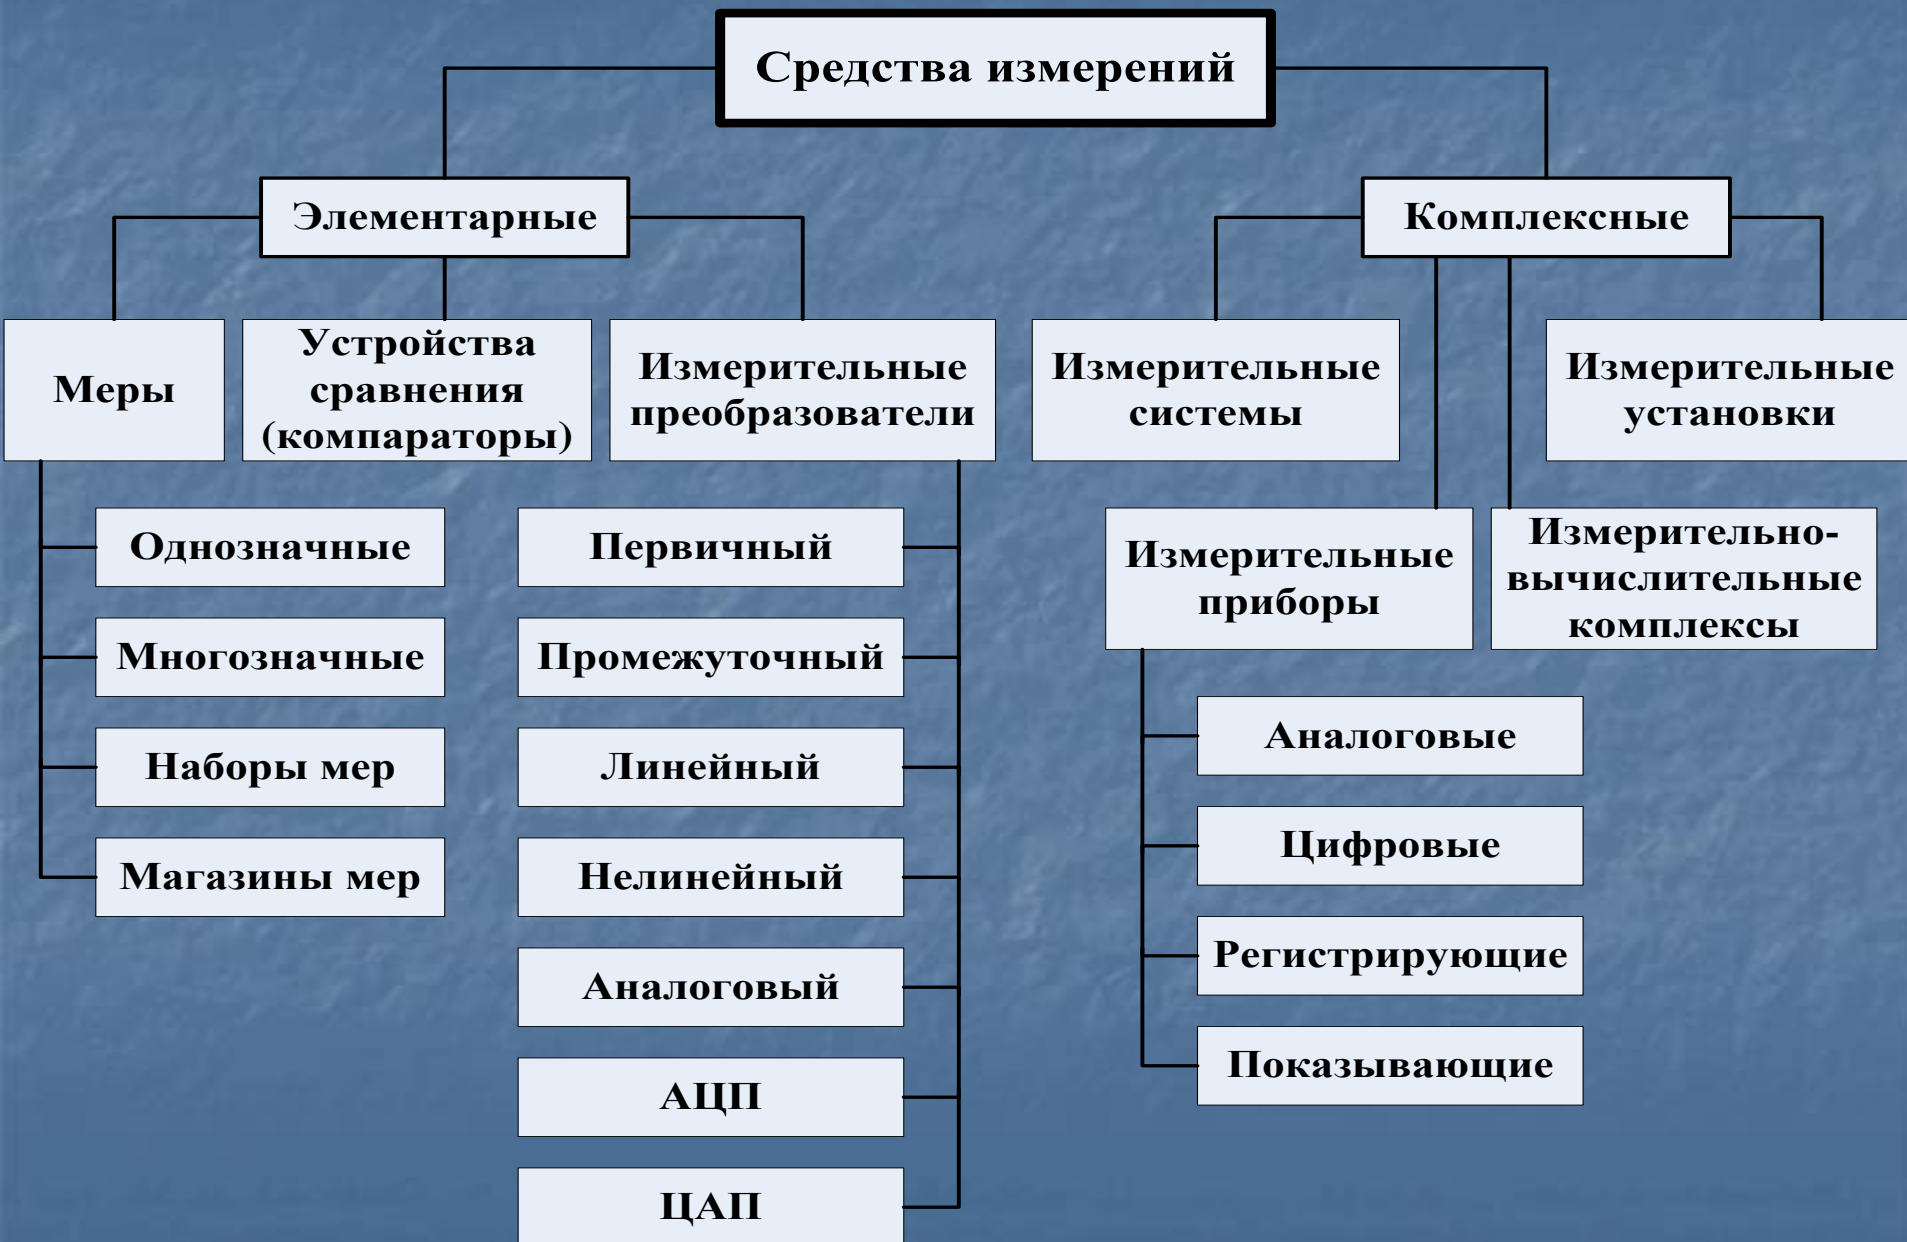 Средства измерений
Элементарные
Комплексные
Меры
Устройства
сравнения
(компараторы)
Измерительные
преобразователи
Измерительные
системы
Измерительные
установки
Однозначные
Многозначные
Наборы мер
Магазины мер
Первичный
Промежуточный
Линейный
Нелинейный
Аналоговый
АЦП
ЦАП
Измерительные
приборы
Измерительно-
вычислительные
комплексы
Аналоговые
Цифровые
Регистрирующие
Показывающие